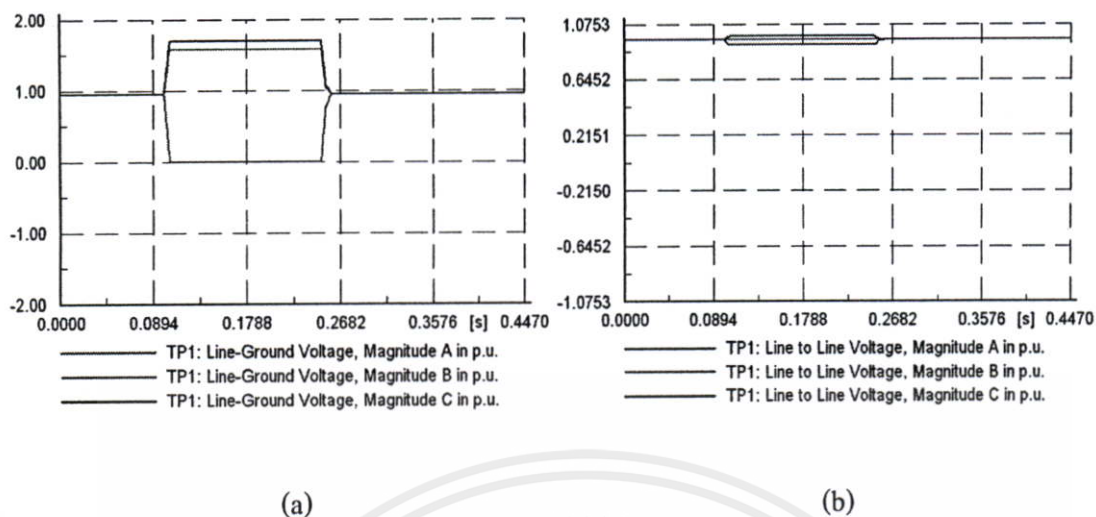 2.00
1.00
0.00
-1.00
-2.00
0.0000 0.0894 0.1788 0.2682 0.3576 [s] 0.4470
TP1: Line-Ground Voltage, Magnitude A in p.u.
TP1: Line-Ground Voltage, Magnitude B in p.u.
TP1: Line-Ground Voltage, Magnitude C in p.u.
(a)
1.0753
0.6452
0.2151
-0.2150
-0.6452
-1.0753
0.0000 0.0894 0.1788 0.2682 0.3576 [s] 0.4470
TP1: Line to Line Voltage, Magnitude A in p.u.
TP1: Line to Line Voltage, Magnitude B in p.u.
TP1: Line to Line Voltage, Magnitude C in p.u.
(b)